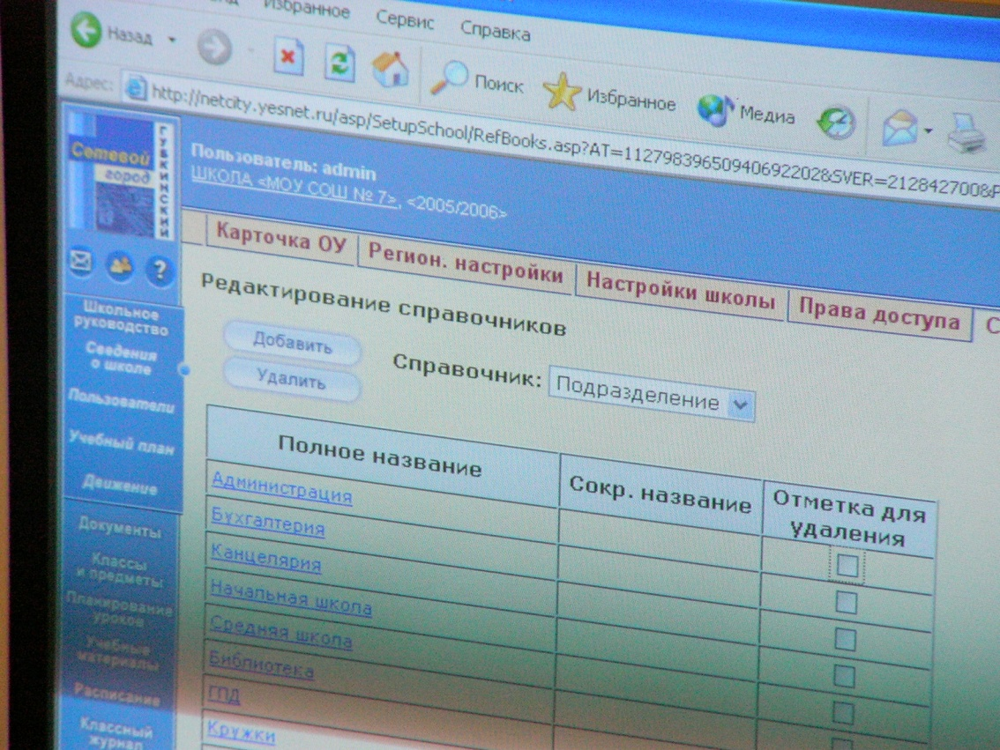 Избранное Сервис Справка
Назад Поиск Избранное Медиа
Адрес: http://netcity.yesnet.ru/asp/SetupSchool/RefBooks.asp?AT=11279839650940692202&SVER=212842700&P
Сетевой
город
ГУБКИНСКИЙ
Пользователь: admin
ШКОЛА <МОУ СОШ № 7>, <2005/2006>
Карточка ОУ Регион. настройки Настройки школы Права доступа С
Редактирование справочников
Добавить
Удалить
Справочник: Подразделение
Полное название Сокр. название Отметка для
удаления
Администрация
Бухгалтерия
Канцелярия
Начальная школа
Средняя школа
Библиотека
ГПД
Кружки
?
Школьное
руководство
Сведения
о школе
Пользователи
Учебный план
Движение
Документы
Классы
и предметы
Планирование
уроков
Учебные
материалы
Расписание
Классный
журнал